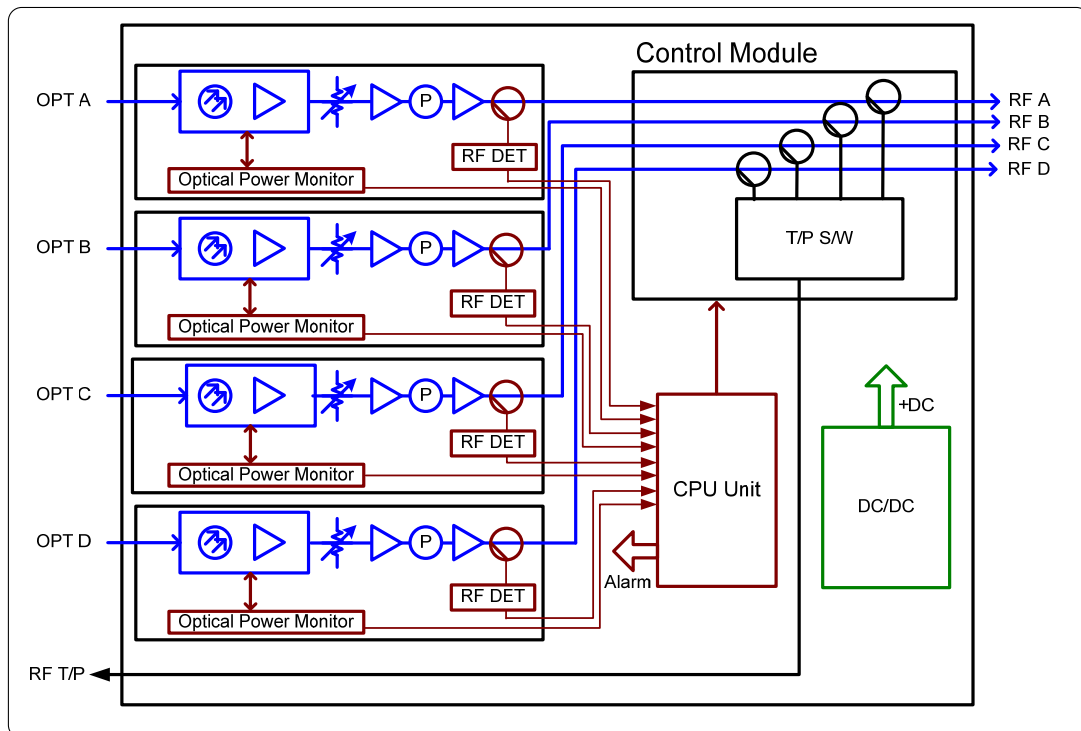 Control Module
OPT A
P
RF A
RF B
RF DET
RF C
Optical Power Monitor
RF D
T/P S/W
OPT B
P
RF DET
Optical Power Monitor
OPT C
P
+DC
RF DET
Optical Power Monitor
CPU Unit
DC/DC
OPT D
P
Alarm
RF DET
Optical Power Monitor
RF T/P